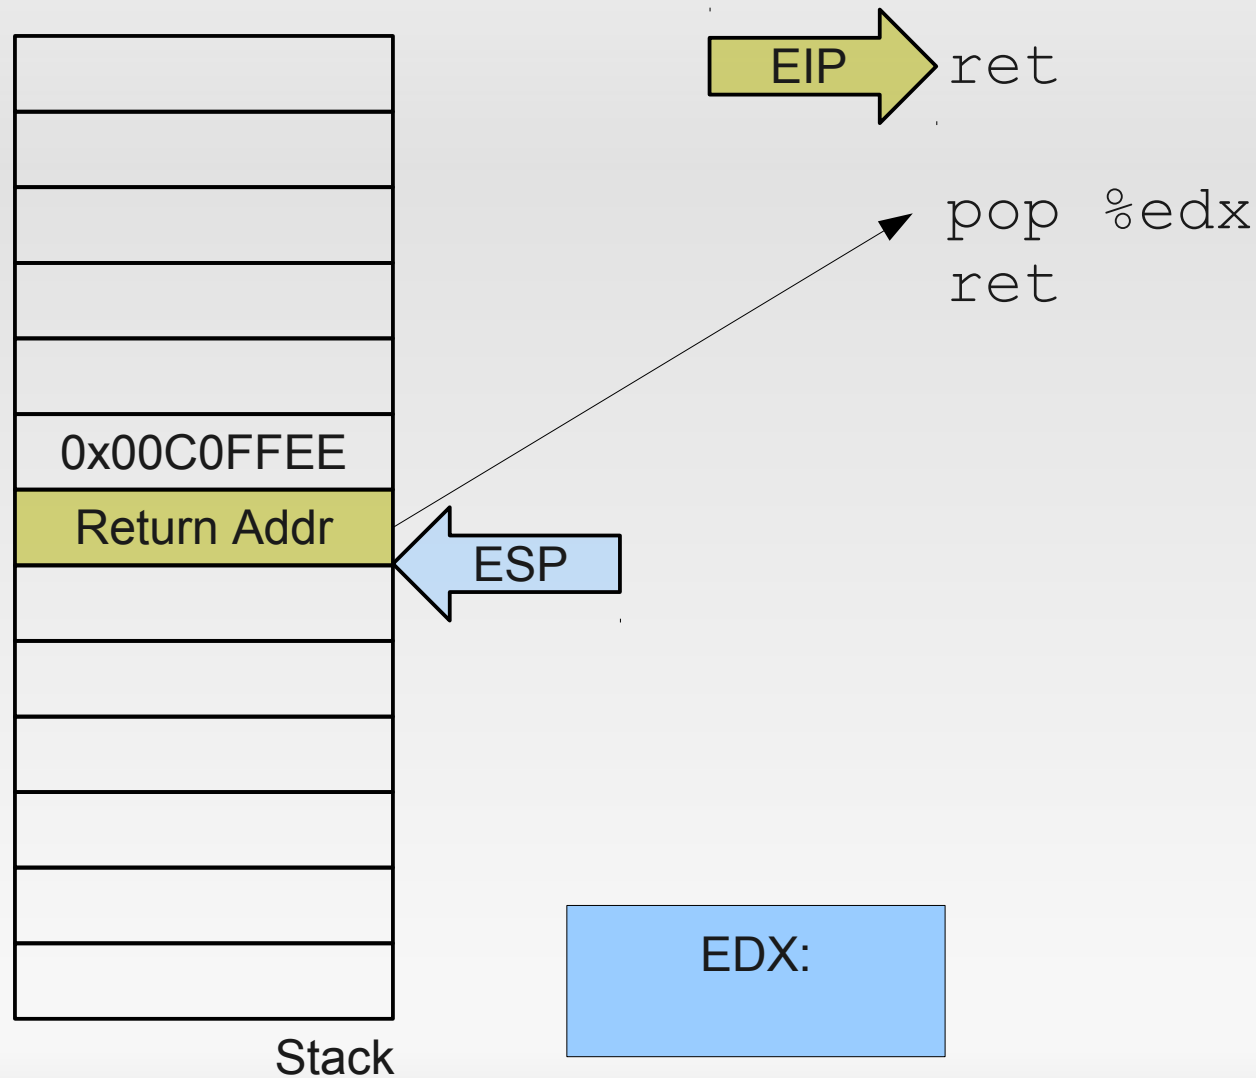 EIP
ret
pop %edx
ret
0x00C0FFEE
Return Addr
ESP
EDX:
Stack